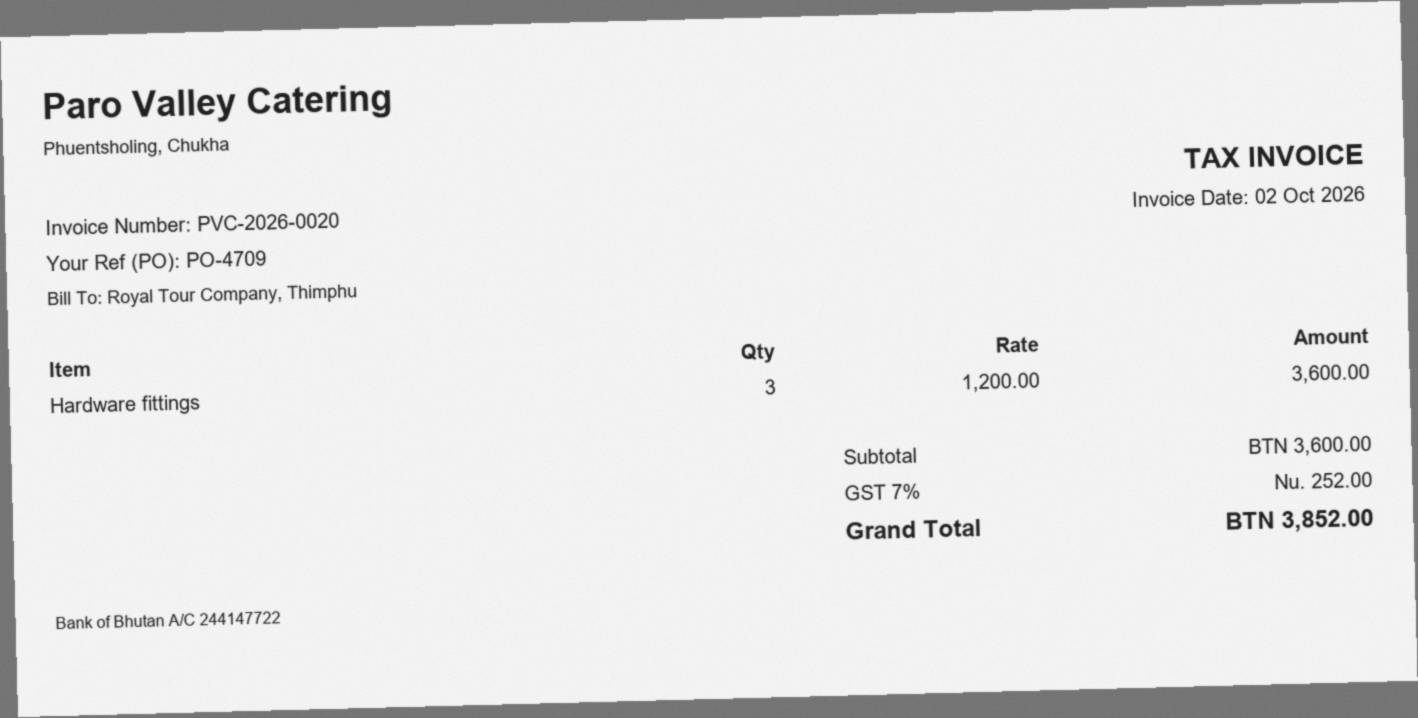 Paro Valley Catering
Phuentsholing, Chukha
TAX INVOICE
Invoice Date: 02 Oct 2026
Invoice Number: PVC-2026-0020
Your Ref (PO): PO-4709
Bill To: Royal Tour Company, Thimphu
Item Qty Rate Amount
Hardware fittings 3 1,200.00 3,600.00
Subtotal BTN 3,600.00
GST 7% Nu. 252.00
Grand Total BTN 3,852.00
Bank of Bhutan A/C 244147722